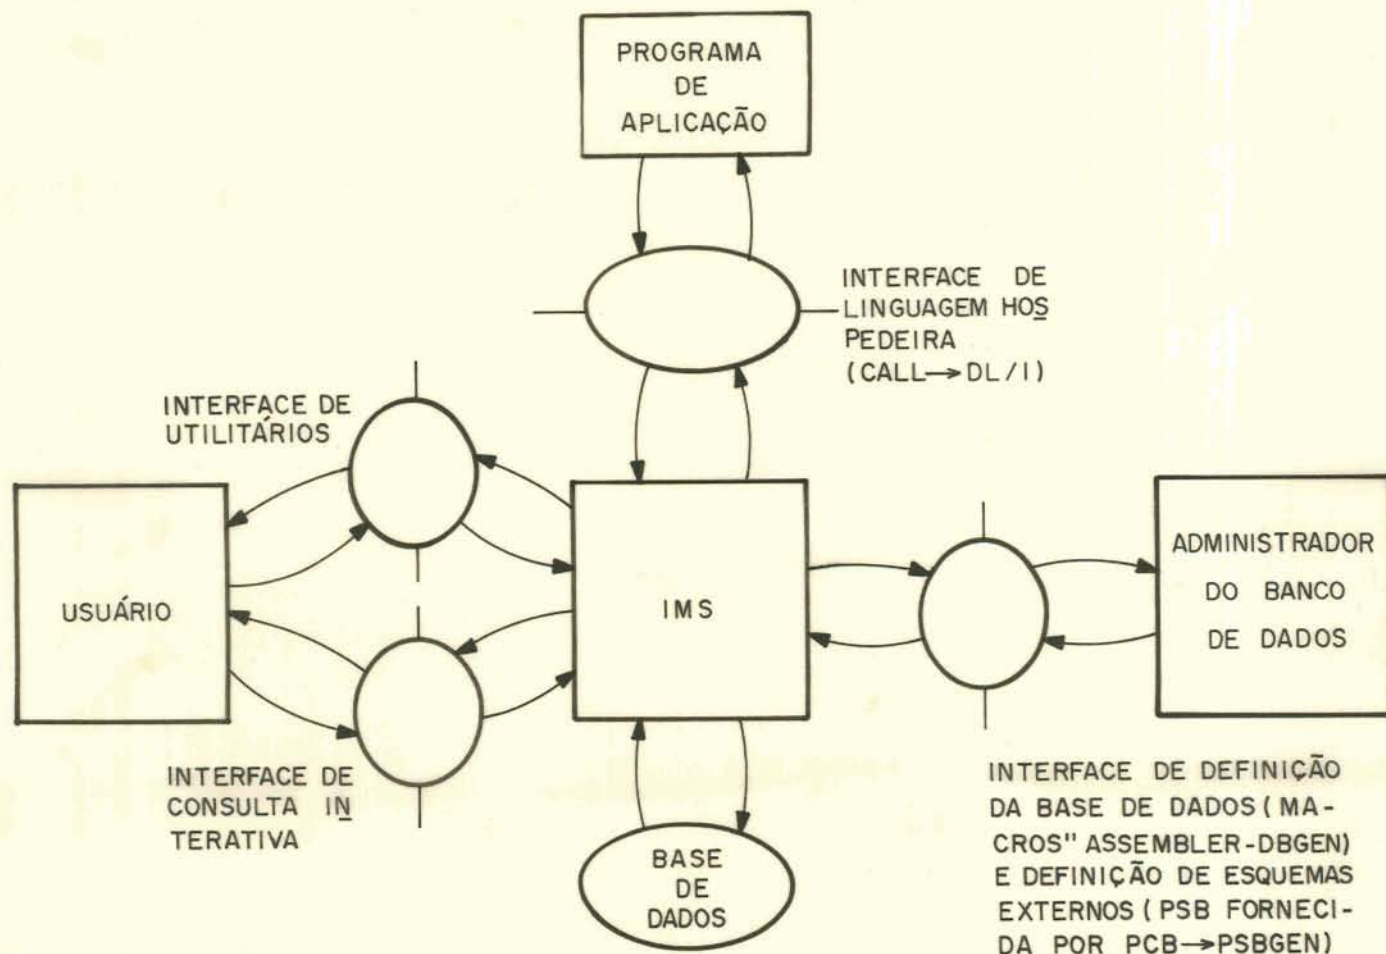 PROGRAMA
DE
APLICAÇÃO
INTERFACE DE
LINGUAGEM HOS
PEDEIRA
(CALL→DL/I)
INTERFACE DE
UTILITÁRIOS
USUÁRIO
IMS
ADMINISTRADOR
DO BANCO
DE DADOS
INTERFACE DE
CONSULTA IN
TERATIVA
BASE
DE
DADOS
INTERFACE DE DEFINIÇÃO
DA BASE DE DADOS (MA-
CROS" ASSEMBLER-DBGEN)
E DEFINIÇÃO DE ESQUEMAS
EXTERNOS (PSB FORNECI-
DA POR PCB→PSBGEN)